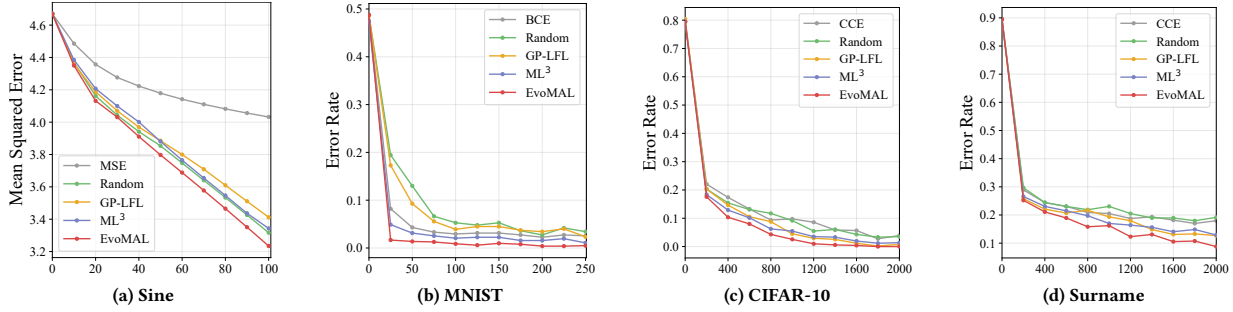 Mean Squared Error
4.6
4.4
4.2
4.0
3.8
3.6
3.4
3.2
0 20 40 60 80 100
MSE
Random
GP-LFL
ML³
EvoMAL
(a) Sine
Error Rate
0.5
0.4
0.3
0.2
0.1
0.0
0 50 100 150 200 250
BCE
Random
GP-LFL
ML³
EvoMAL
(b) MNIST
Error Rate
0.8
0.7
0.6
0.5
0.4
0.3
0.2
0.1
0.0
0 400 800 1200 1600 2000
CCE
Random
GP-LFL
ML³
EvoMAL
(c) CIFAR-10
Error Rate
0.9
0.8
0.7
0.6
0.5
0.4
0.3
0.2
0.1
0 400 800 1200 1600 2000
CCE
Random
GP-LFL
ML³
EvoMAL
(d) Surname